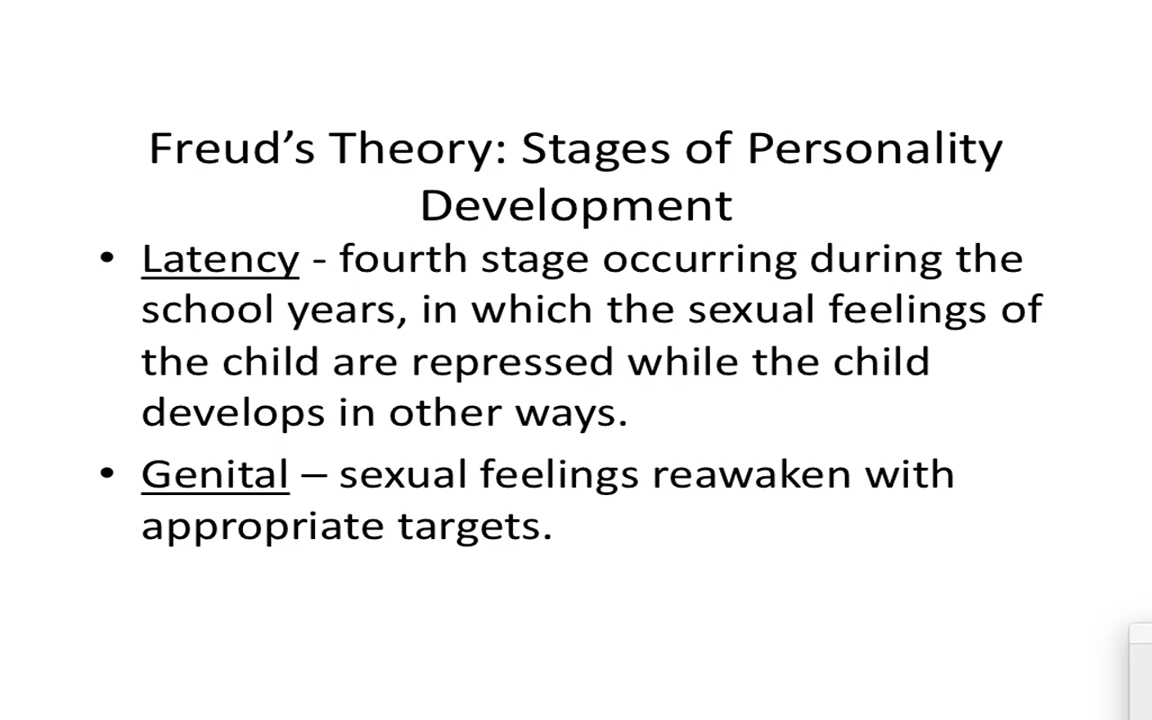 Freud’s Theory: Stages of Personality
Development
• Latency - fourth stage occurring during the
school years, in which the sexual feelings of
the child are repressed while the child
develops in other ways.
• Genital – sexual feelings reawaken with
appropriate targets.